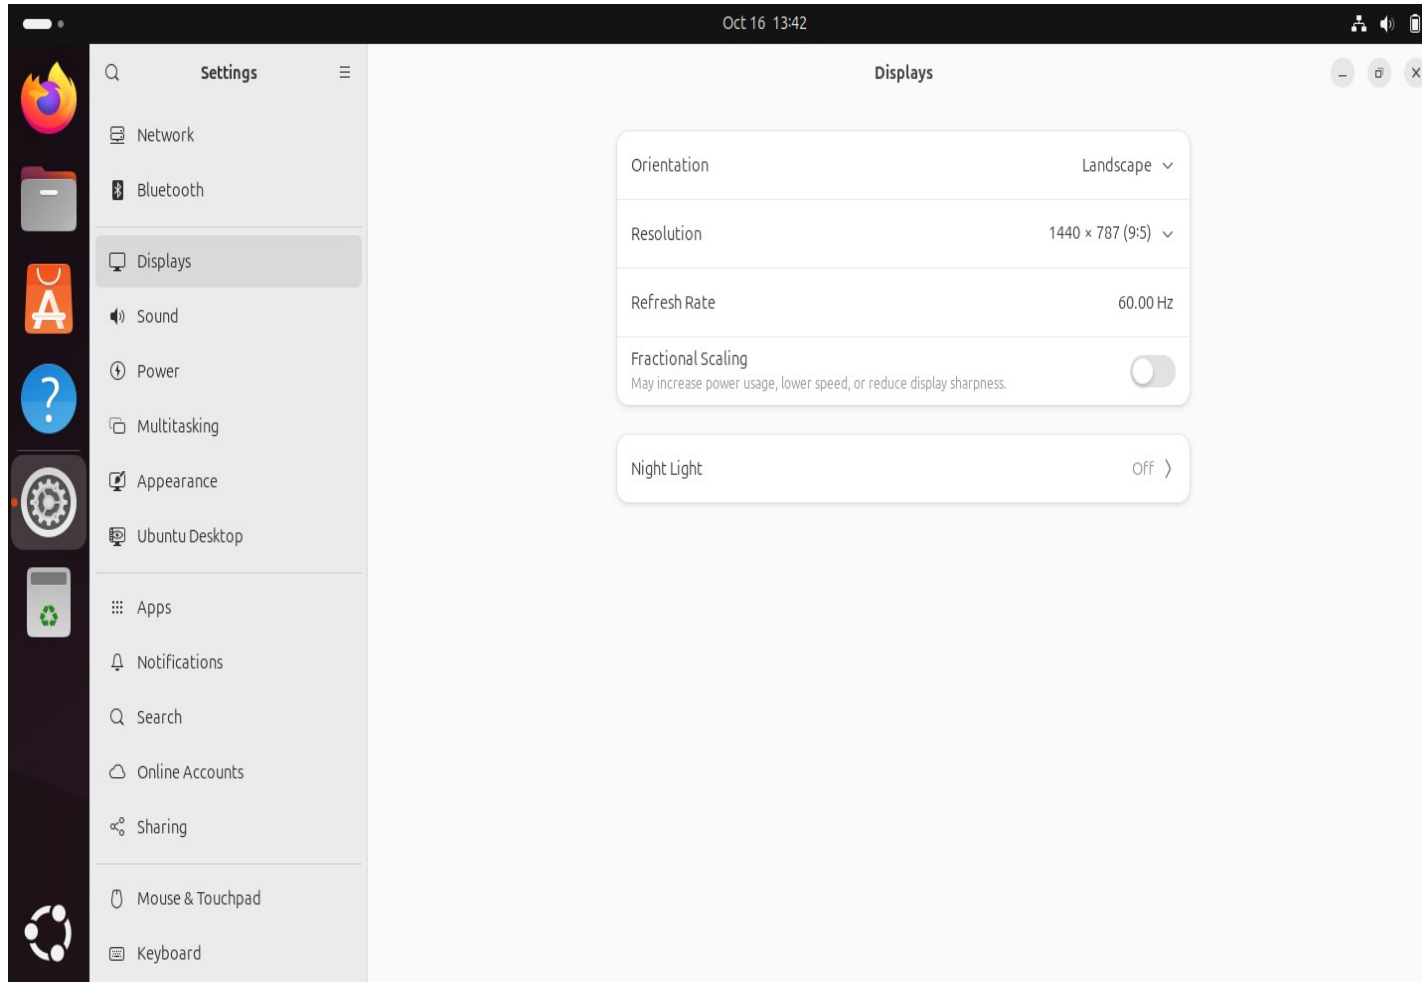 Oct 16 13:42
Settings
Network
Bluetooth
Displays
Sound
Power
Multitasking
Appearance
Ubuntu Desktop
Apps
Notifications
Search
Online Accounts
Sharing
Mouse & Touchpad
Keyboard
Displays
Orientation Landscape
Resolution 1440 × 787 (9:5)
Refresh Rate 60.00 Hz
Fractional Scaling
May increase power usage, lower speed, or reduce display sharpness.
Night Light Off